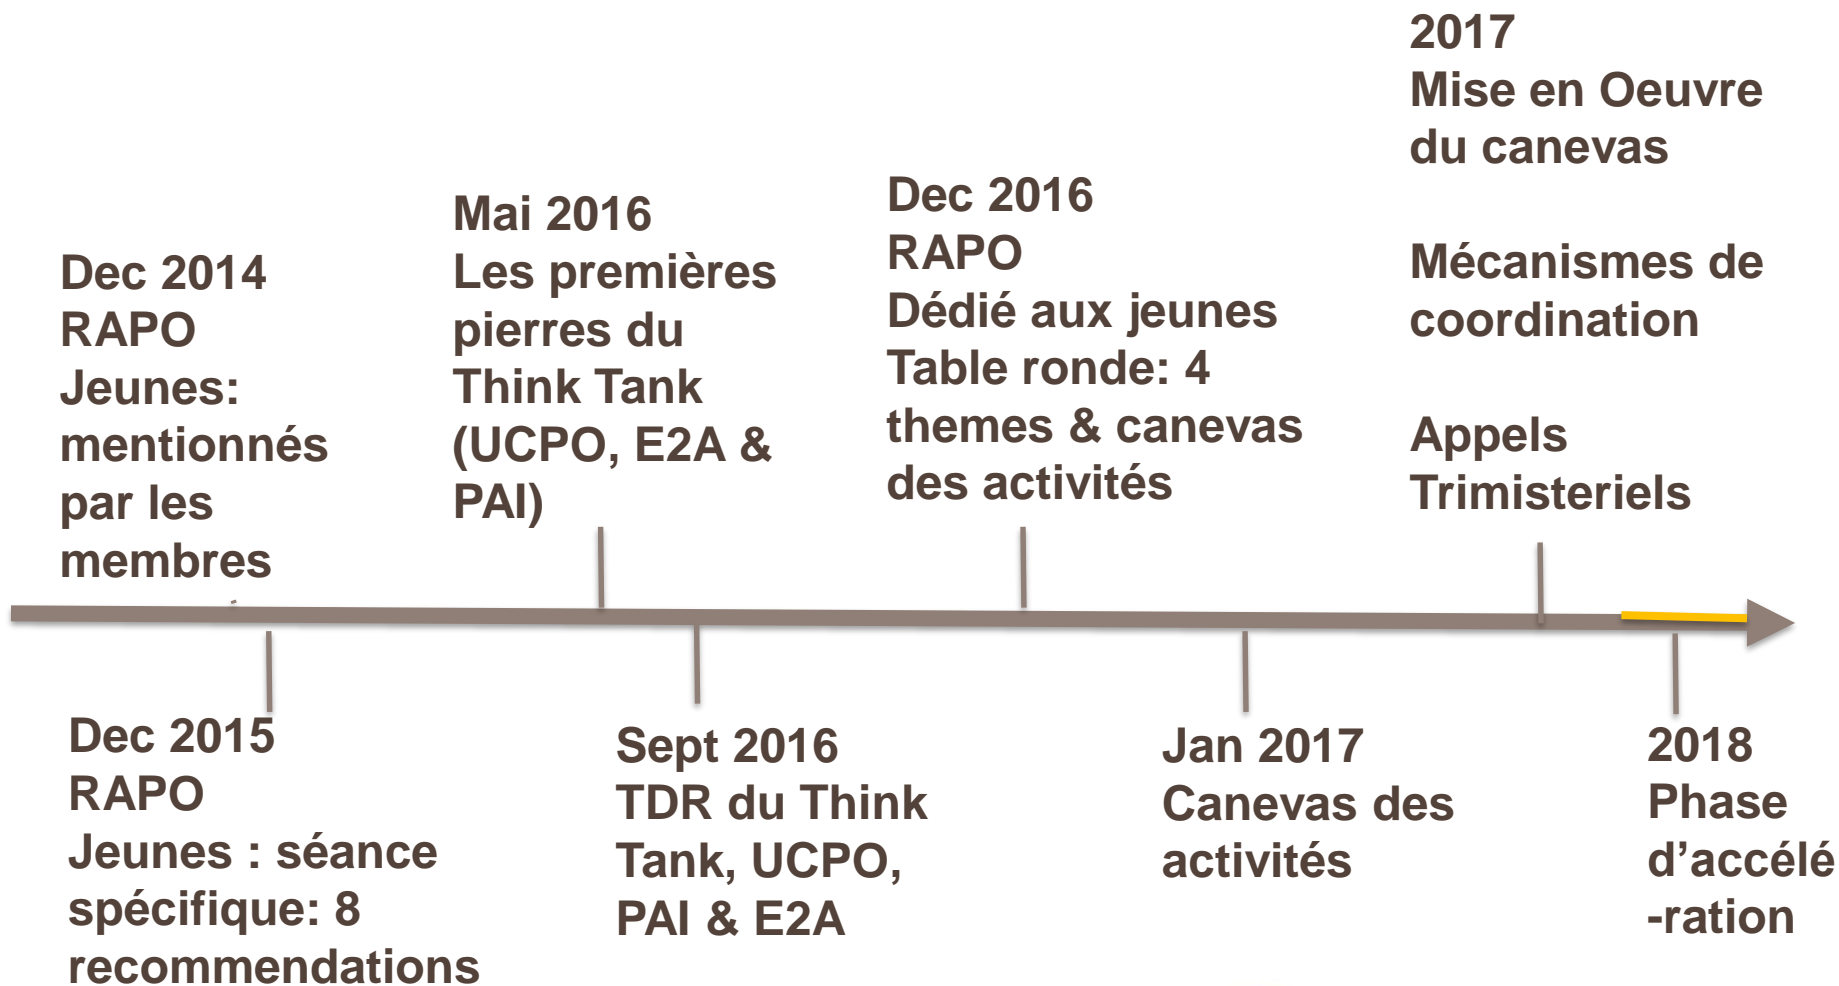 Dec 2014
RAPO
Jeunes:
mentionnés
par les
membres
Dec 2015
RAPO
Jeunes : séance
spécifique: 8
recommendations
Mai 2016
Les premières
pierres du
Think Tank
(UCPO, E2A &
PAI)
Sept 2016
TDR du Think
Tank, UCPO,
PAI & E2A
Dec 2016
RAPO
Dédié aux jeunes
Table ronde: 4
themes & canevas
des activités
Jan 2017
Canevas des
activités
2017
Mise en Oeuvre
du canevas
Mécanismes de
coordination
Appels
Trimisteriels
2018
Phase
d’accélé
-ration